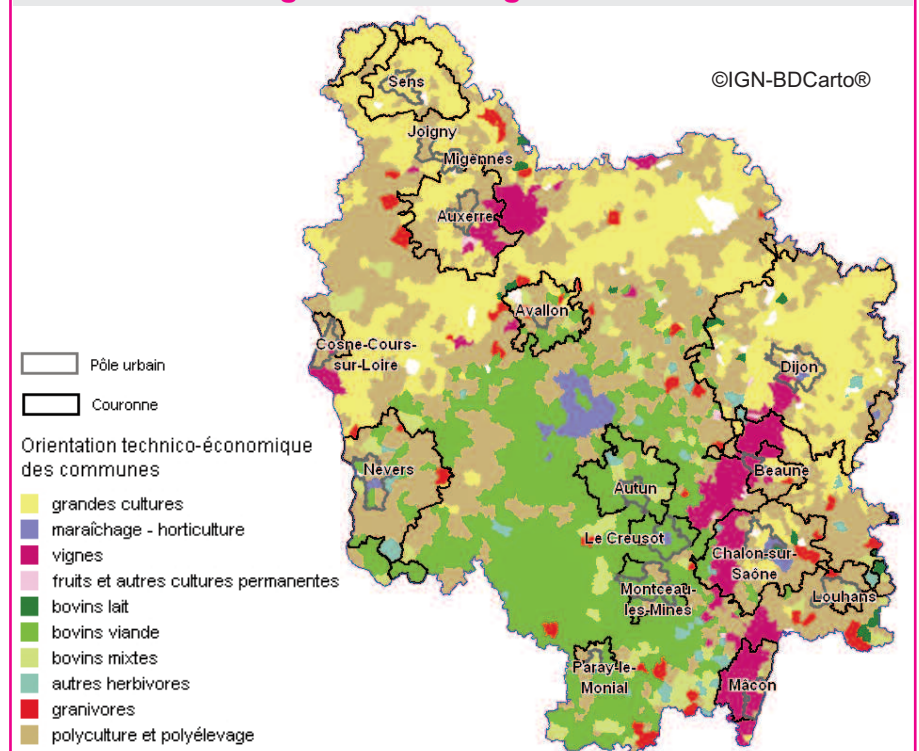 ©IGN-BDCarto®
Sens
Joigny
Migennes
Auxerre
Avallon
Cosne-Cours-
sur-Loire
Dijon
Nevers
Beaune
Autun
Le Creusot
Chalon-sur-
Saône
Montceau-
les-Mines
Louhans
Paray-le-
Monial
Mâcon
Pôle urbain
Couronne
Orientation technico-économique
des communes
grandes cultures
maraîchage - horticulture
vignes
fruits et autres cultures permanentes
bovins lait
bovins viande
bovins mixtes
autres herbivores
granivores
polyculture et polyélevage